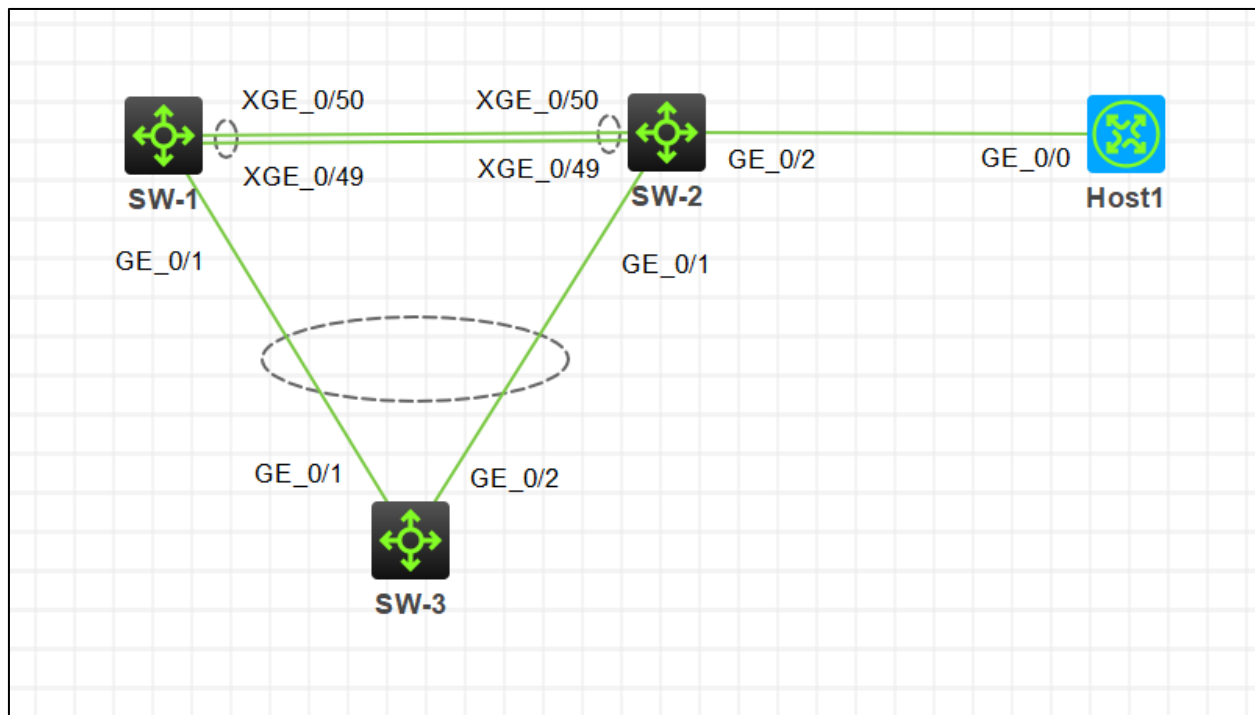 XGE_0/50
XGE_0/50
XGE_0/49
XGE_0/49
GE_0/2
GE_0/0
SW-1
SW-2
Host1
GE_0/1
GE_0/1
GE_0/1
GE_0/2
SW-3